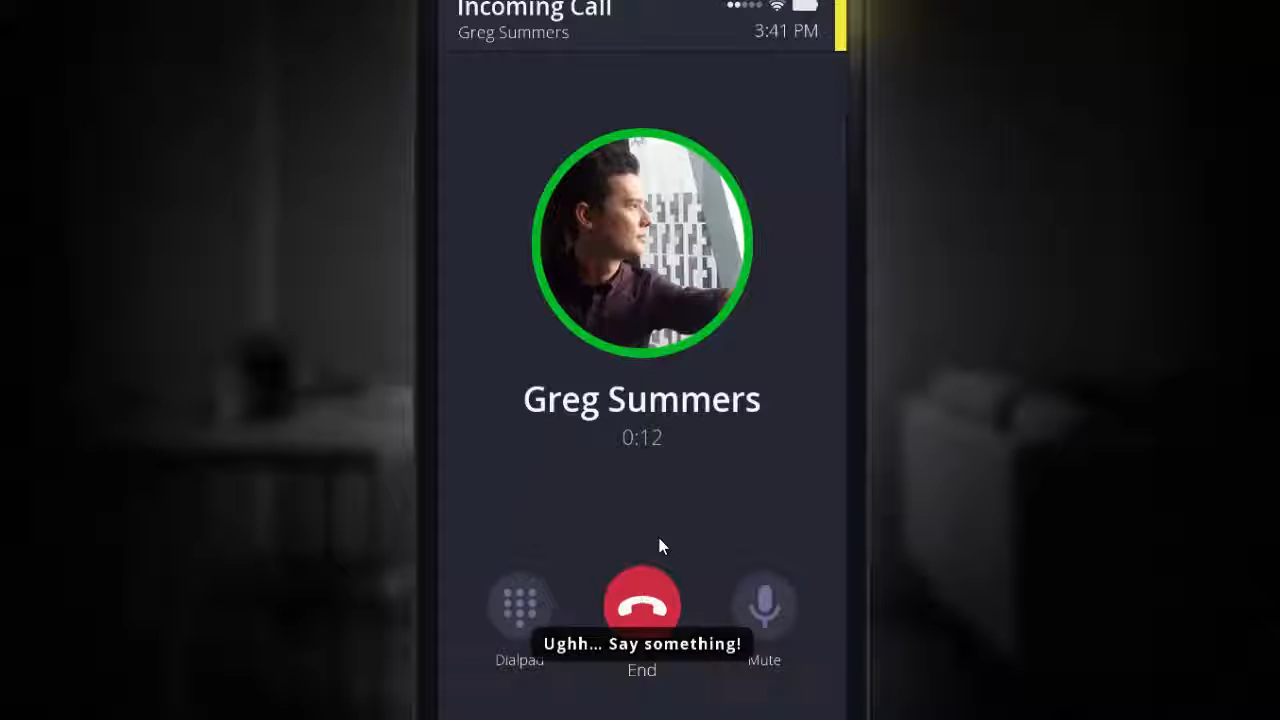 Incoming Call
Greg Summers
3:41 PM
Greg Summers
0:12
Ughh... Say something!
Dialpad
End
Mute